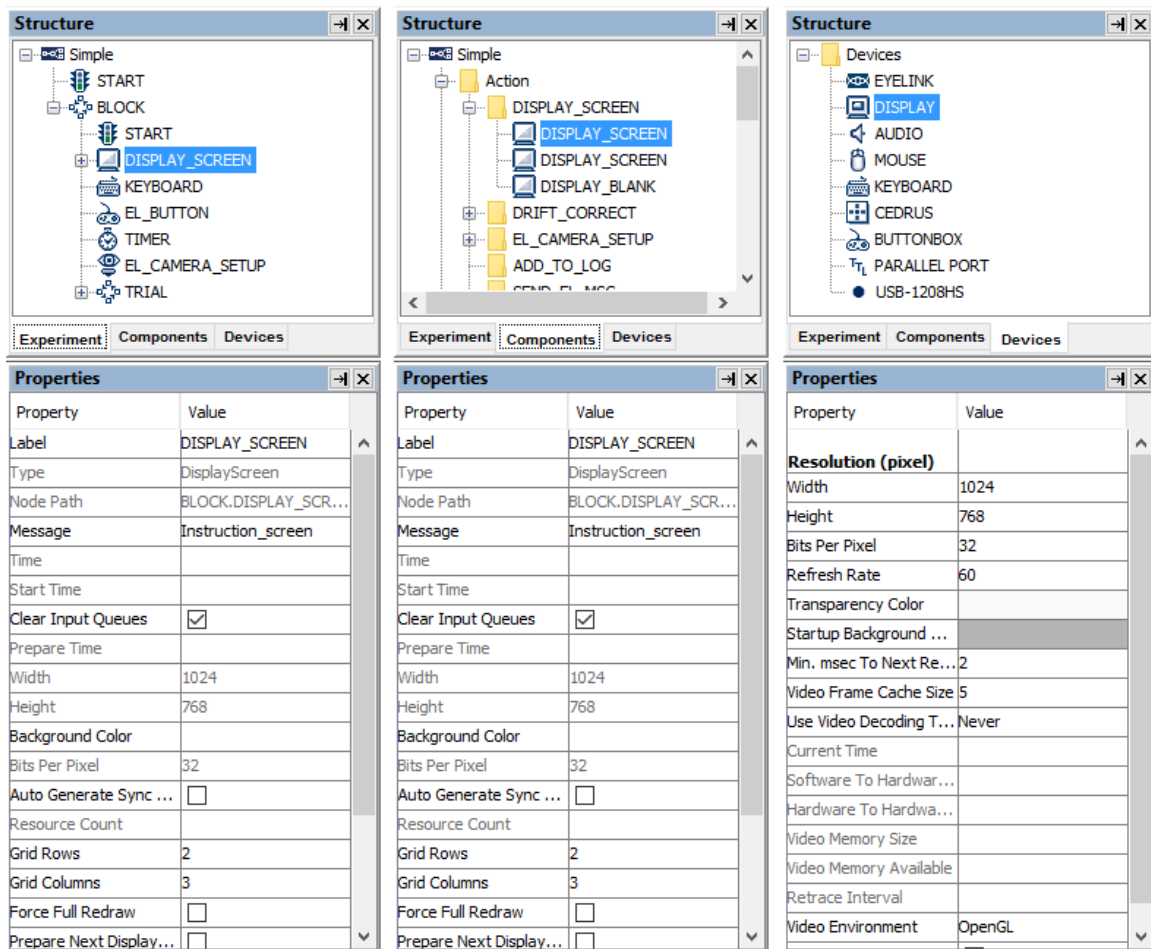 Structure
Simple
START
BLOCK
START
DISPLAY_SCREEN
KEYBOARD
EL_BUTTON
TIMER
EL_CAMERA_SETUP
TRIAL
Experiment Components Devices
Properties
Property Value
Label DISPLAY_SCREEN
Type DisplayScreen
Node Path BLOCK.DISPLAY_SCR...
Message Instruction_screen
Time
Start Time
Clear Input Queues
Prepare Time
Width 1024
Height 768
Background Color
Bits Per Pixel 32
Auto Generate Sync ...
Resource Count
Grid Rows 2
Grid Columns 3
Force Full Redraw
Prepare Next Display...
Structure
Simple
Action
DISPLAY_SCREEN
DISPLAY_SCREEN
DISPLAY_SCREEN
DISPLAY_BLANK
DRIFT_CORRECT
EL_CAMERA_SETUP
ADD_TO_LOG
SEND_EL_MSG
Experiment Components Devices
Properties
Property Value
Label DISPLAY_SCREEN
Type DisplayScreen
Node Path BLOCK.DISPLAY_SCR...
Message Instruction_screen
Time
Start Time
Clear Input Queues
Prepare Time
Width 1024
Height 768
Background Color
Bits Per Pixel 32
Auto Generate Sync ...
Resource Count
Grid Rows 2
Grid Columns 3
Force Full Redraw
Prepare Next Display...
Structure
Devices
EYELINK
DISPLAY
AUDIO
MOUSE
KEYBOARD
CEDRUS
BUTTONBOX
TTL PARALLEL PORT
USB-1208HS
Experiment Components Devices
Properties
Property Value
Resolution (pixel)
Width 1024
Height 768
Bits Per Pixel 32
Refresh Rate 60
Transparency Color
Startup Background ...
Min. msec To Next Re... 2
Video Frame Cache Size 5
Use Video Decoding T... Never
Current Time
Software To Hardwar...
Hardware To Hardwa...
Video Memory Size
Video Memory Available
Retrace Interval
Video Environment OpenGL